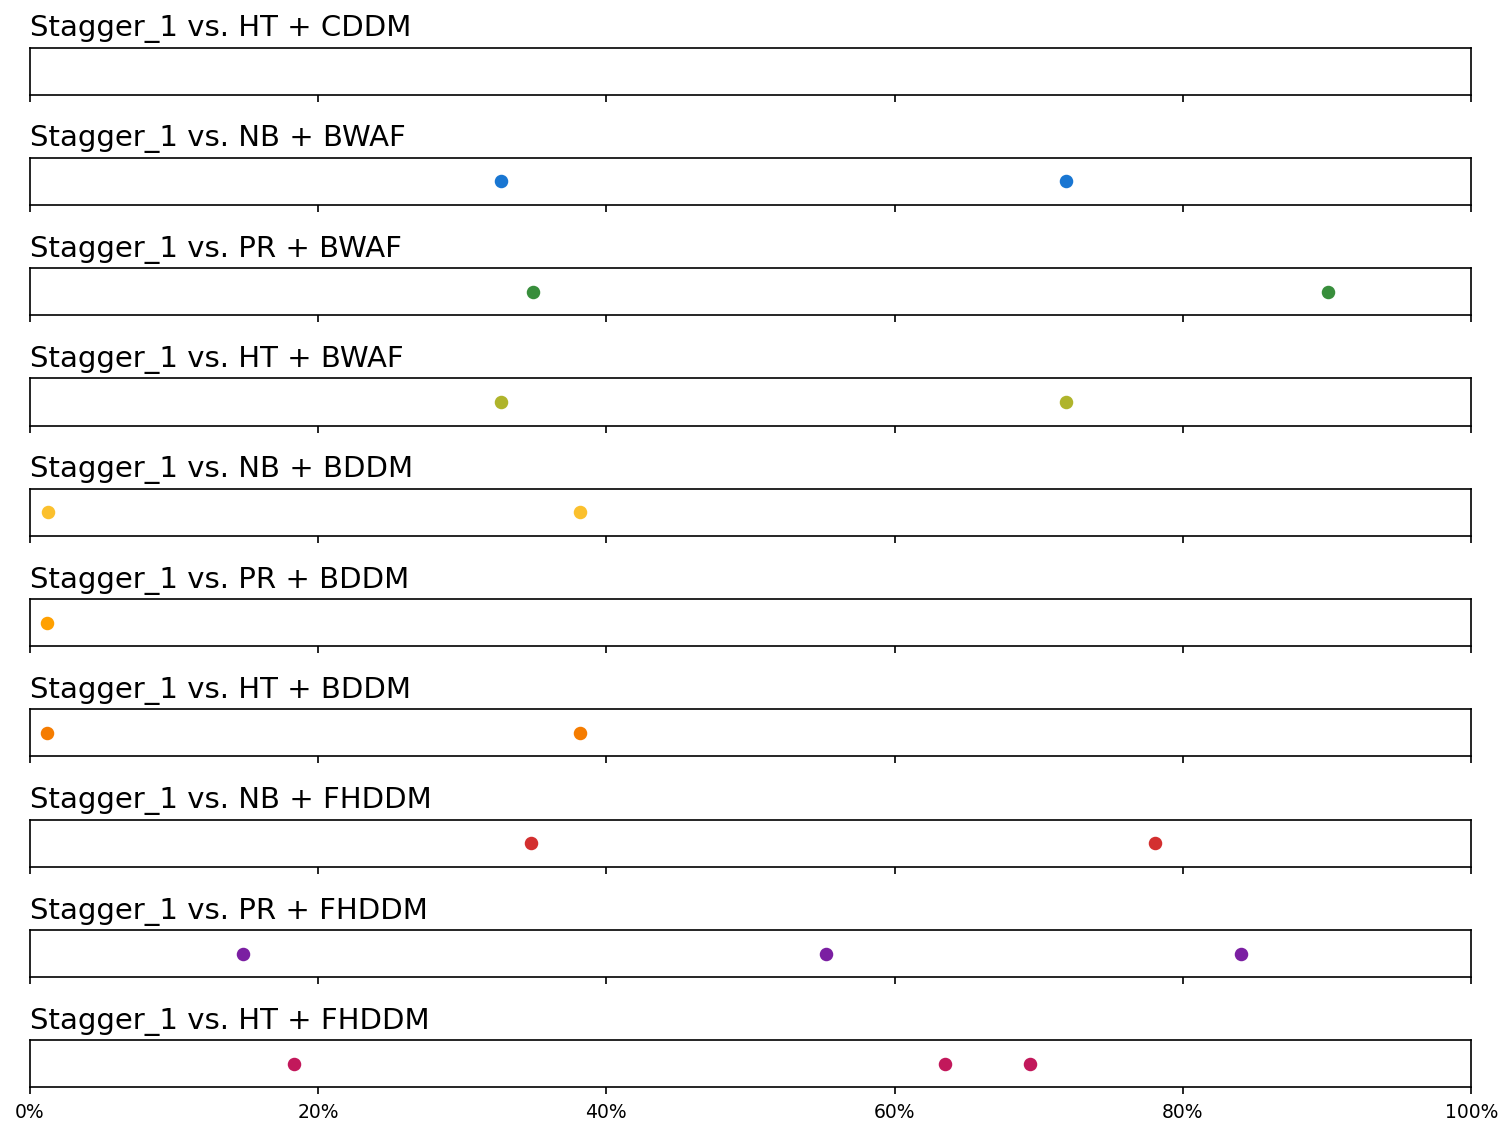 Stagger_1 vs. HT + CDDM
Stagger_1 vs. NB + BWAF
Stagger_1 vs. PR + BWAF
Stagger_1 vs. HT + BWAF
Stagger_1 vs. NB + BDDM
Stagger_1 vs. PR + BDDM
Stagger_1 vs. HT + BDDM
Stagger_1 vs. NB + FHDDM
Stagger_1 vs. PR + FHDDM
Stagger_1 vs. HT + FHDDM
0% 20% 40% 60% 80% 100%